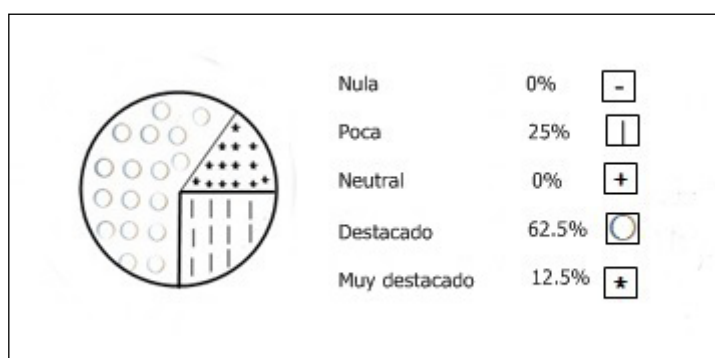 Nula 0% -
Poca 25% |
Neutral 0% +
Destacado 62.5%
Muy destacado 12.5% *